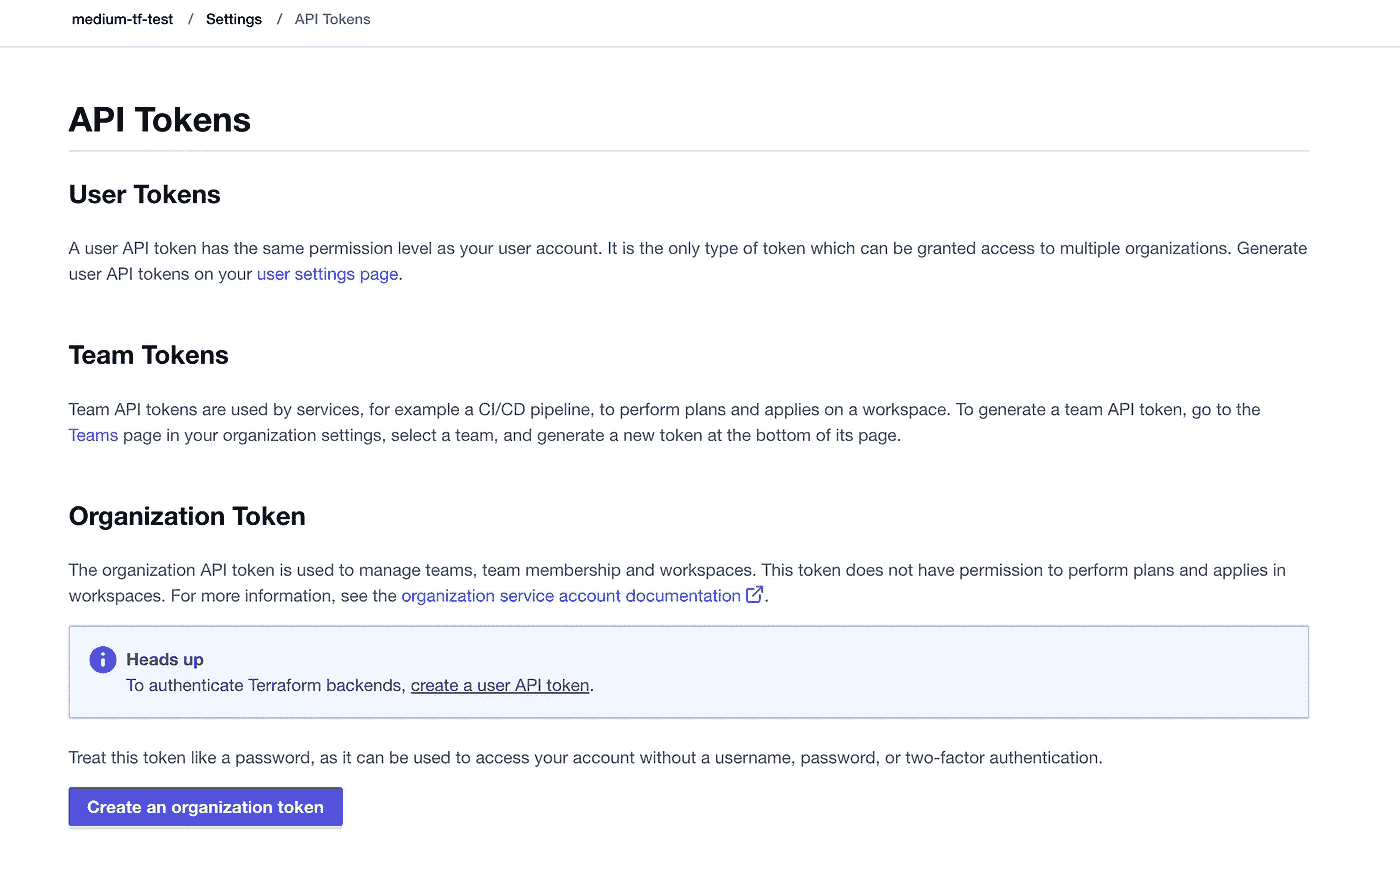 medium-tf-test / Settings / API Tokens
API Tokens
User Tokens
A user API token has the same permission level as your user account. It is the only type of token which can be granted access to multiple organizations. Generate
user API tokens on your user settings page.
Team Tokens
Team API tokens are used by services, for example a CI/CD pipeline, to perform plans and applies on a workspace. To generate a team API token, go to the
Teams page in your organization settings, select a team, and generate a new token at the bottom of its page.
Organization Token
The organization API token is used to manage teams, team membership and workspaces. This token does not have permission to perform plans and applies in
workspaces. For more information, see the organization service account documentation.
Heads up
To authenticate Terraform backends, create a user API token.
Treat this token like a password, as it can be used to access your account without a username, password, or two-factor authentication.
Create an organization token